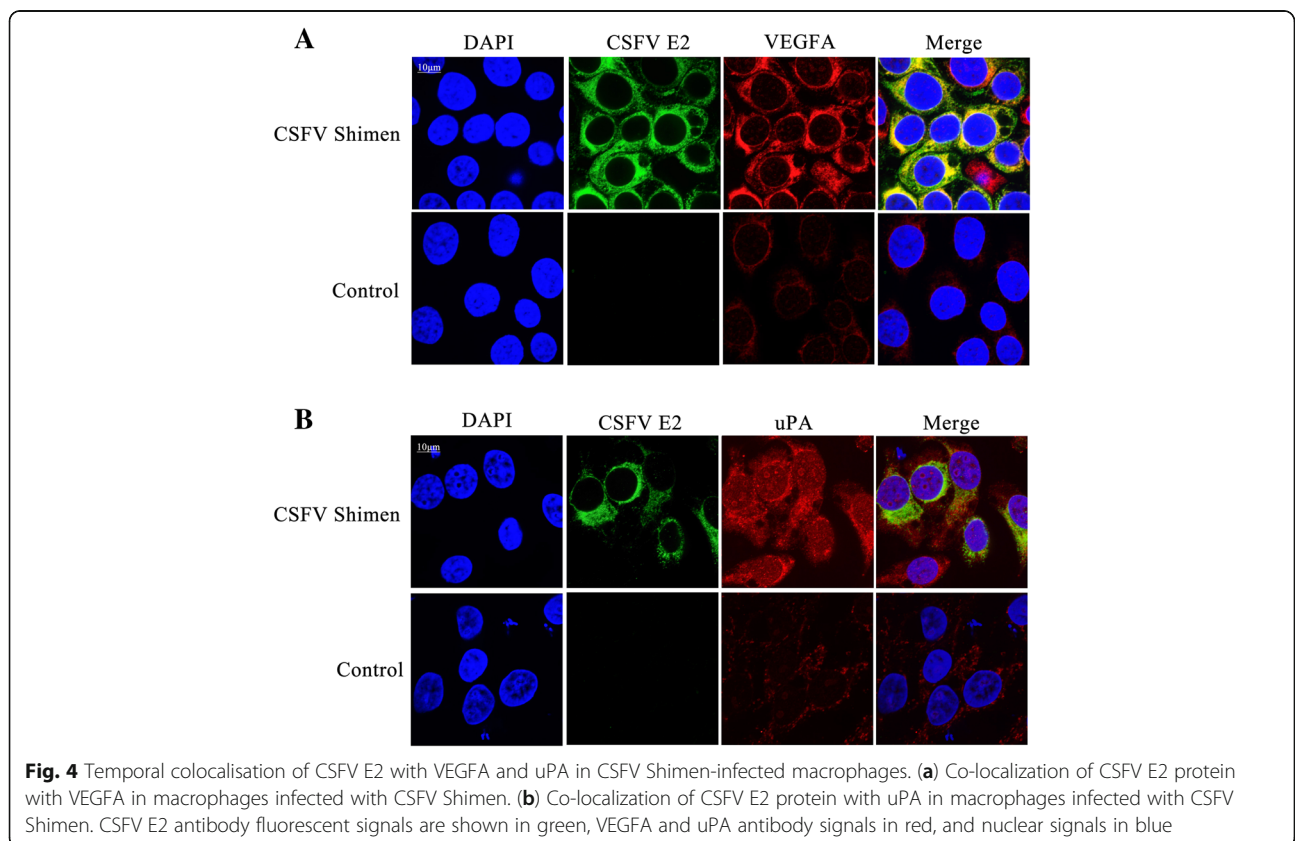 A
DAPI CSFV E2 VEGFA Merge
10μm
CSFV Shimen
Control
B
DAPI CSFV E2 uPA Merge
10μm
CSFV Shimen
Control
Fig. 4 Temporal colocalisation of CSFV E2 with VEGFA and uPA in CSFV Shimen-infected macrophages. (a) Co-localization of CSFV E2 protein
with VEGFA in macrophages infected with CSFV Shimen. (b) Co-localization of CSFV E2 protein with uPA in macrophages infected with CSFV
Shimen. CSFV E2 antibody fluorescent signals are shown in green, VEGFA and uPA antibody signals in red, and nuclear signals in blue